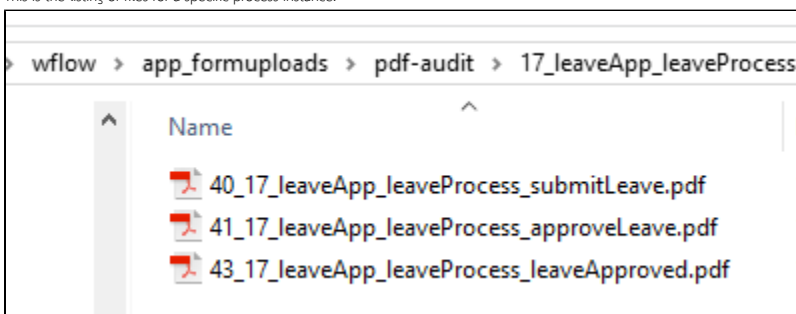 This is the listing of files for a specific process instance.
wflow > app_formuploads > pdf-audit > 17_leaveApp_leaveProcess
Name
40_17_leaveApp_leaveProcess_submitLeave.pdf
41_17_leaveApp_leaveProcess_approveLeave.pdf
43_17_leaveApp_leaveProcess_leaveApproved.pdf